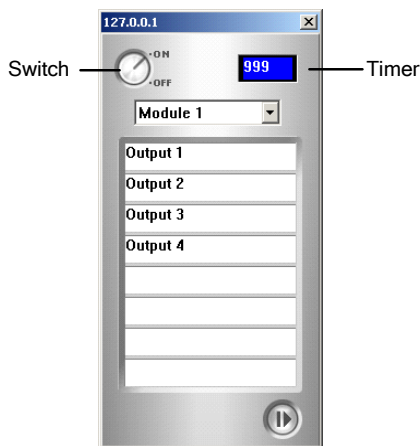 127.0.0.1
ON
999
Switch
Timer
OFF
Module 1
Output 1
Output 2
Output 3
Output 4